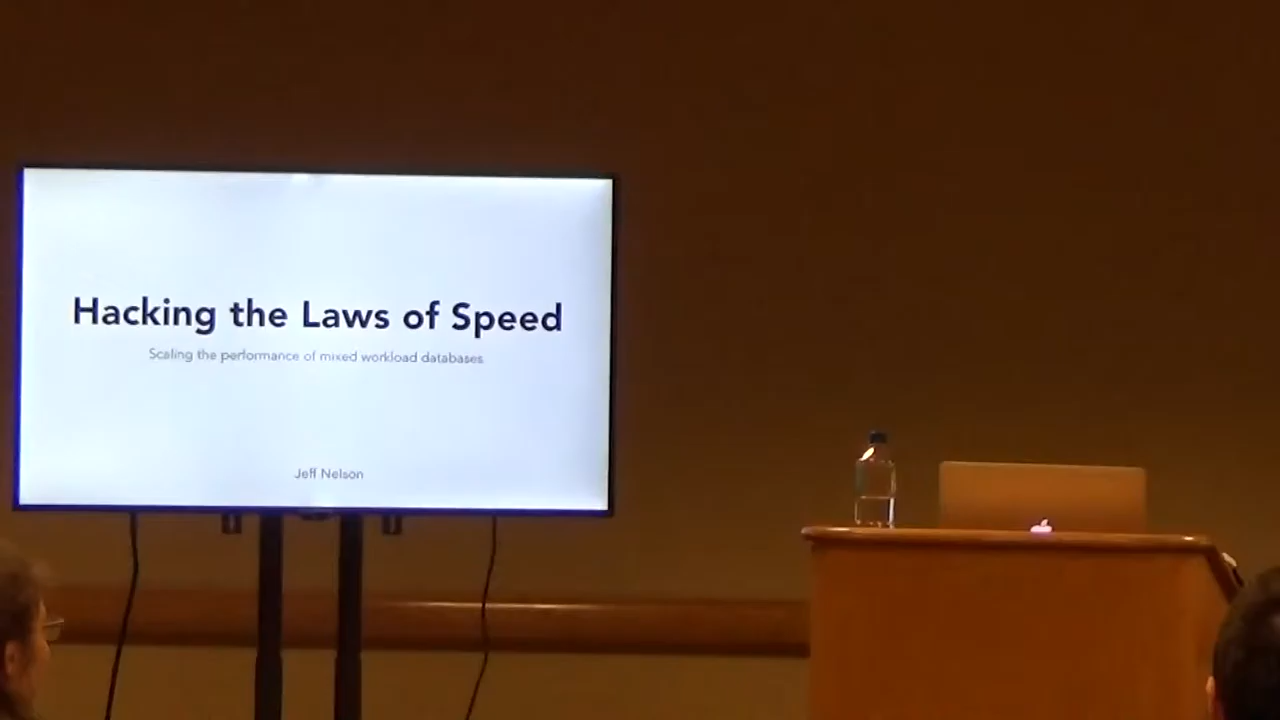 Hacking the Laws of Speed
Scaling the performance of mixed workload databases
Jeff Nelson